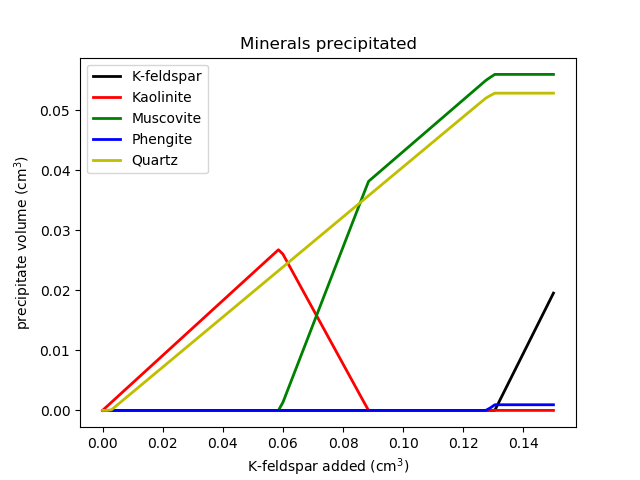 Minerals precipitated
K-feldspar
Kaolinite
Muscovite
Phengite
Quartz
precipitate volume (cm³)
0.05
0.04
0.03
0.02
0.01
0.00
0.00 0.02 0.04 0.06 0.08 0.10 0.12 0.14
K-feldspar added (cm³)